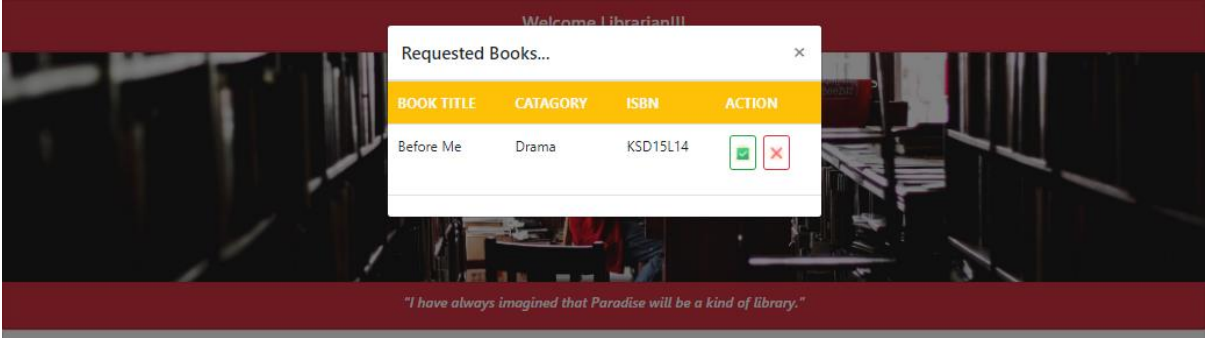 Welcome Librarian!!!
Requested Books... ×
BOOK TITLE CATAGORY ISBN ACTION
Before Me Drama KSD15L14
"I have always imagined that Paradise will be a kind of library."